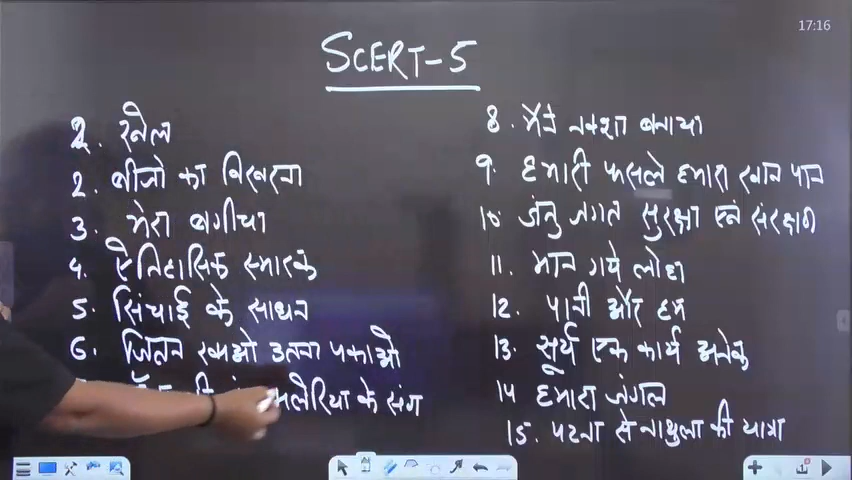 17:16
SCERT-5
1. खेल
2. बीजो का बिखरना
3. मेरा बगीचा
4. ऐतिहासिक स्मारक
5. सिंचाई के साधन
6. जितन खाओ उतना पकाओ
मलेरिया के संग
8. मैंने नक्शा बनाया
9. हमारी फसले हमारा खान पान
10 जंतु जगत सुरक्षा एवं संरक्षण
11. मान गये लोहा
12. पानी और हम
13. सूर्य एक कार्य अनेक
14 हमारा जंगल
15. पटना से नाथुला की यात्रा